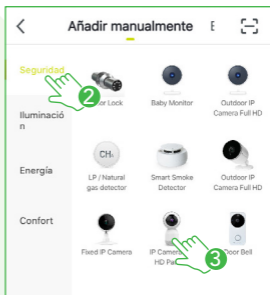 Añadir manualmente E
Seguridad
Iluminació
n
Energía
Confort
2
or Lock
Baby Monitor
Outdoor IP
Camera Full HD
CH₄
LP / Natural
gas detector
Smart Smoke
Detector
Outdoor IP
Camera Full HD
Fixed IP Camera
IP Camera
HD Pa
3
Door Bell